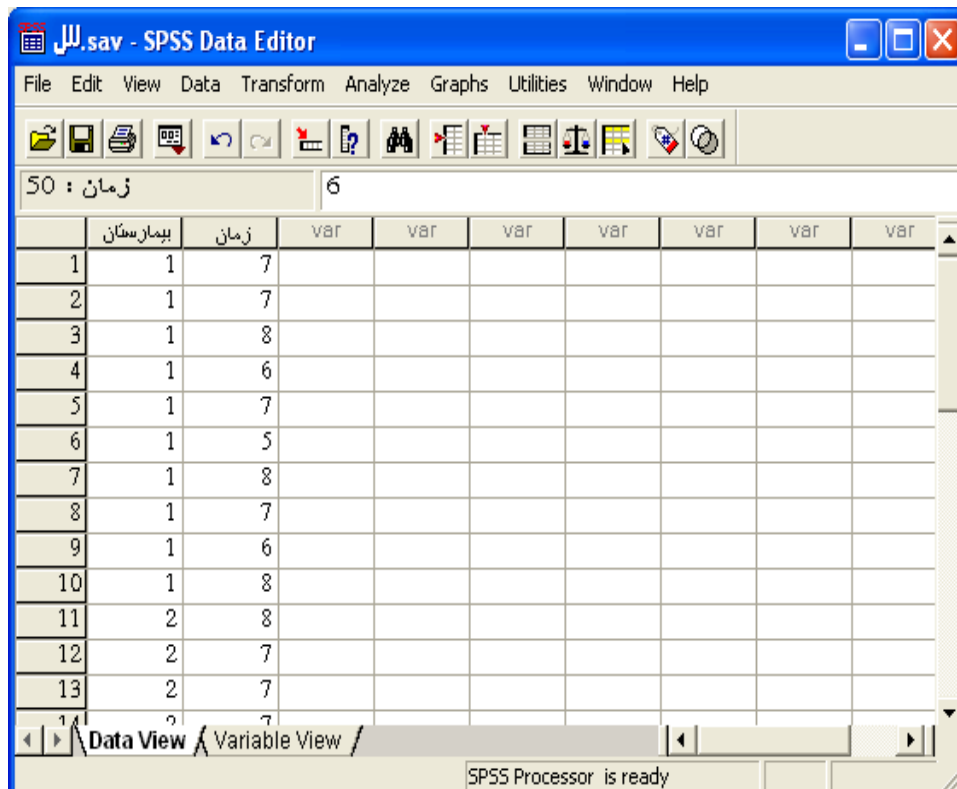 لل.sav - SPSS Data Editor
File Edit View Data Transform Analyze Graphs Utilities Window Help
50 : زمان 6
بیمارستان زمان var var var var var var var
1 1 7
2 1 7
3 1 8
4 1 6
5 1 7
6 1 5
7 1 8
8 1 7
9 1 6
10 1 8
11 2 8
12 2 7
13 2 7
14 2 7
Data View Variable View
SPSS Processor is ready